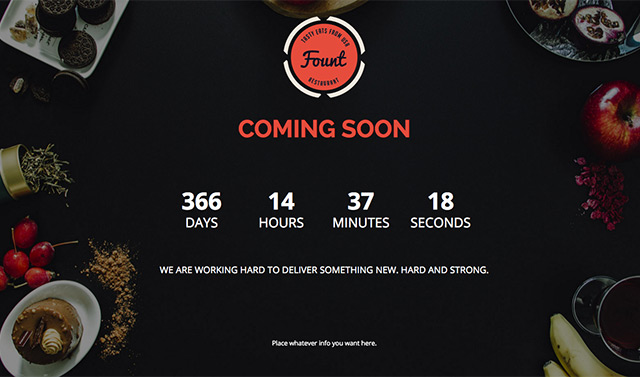 TASTY EATS FROM USA
Fount
RESTAURANT
COMING SOON
366 14 37 18
DAYS HOURS MINUTES SECONDS
WE ARE WORKING HARD TO DELIVER SOMETHING NEW. HARD AND STRONG.
Place whatever info you want here.